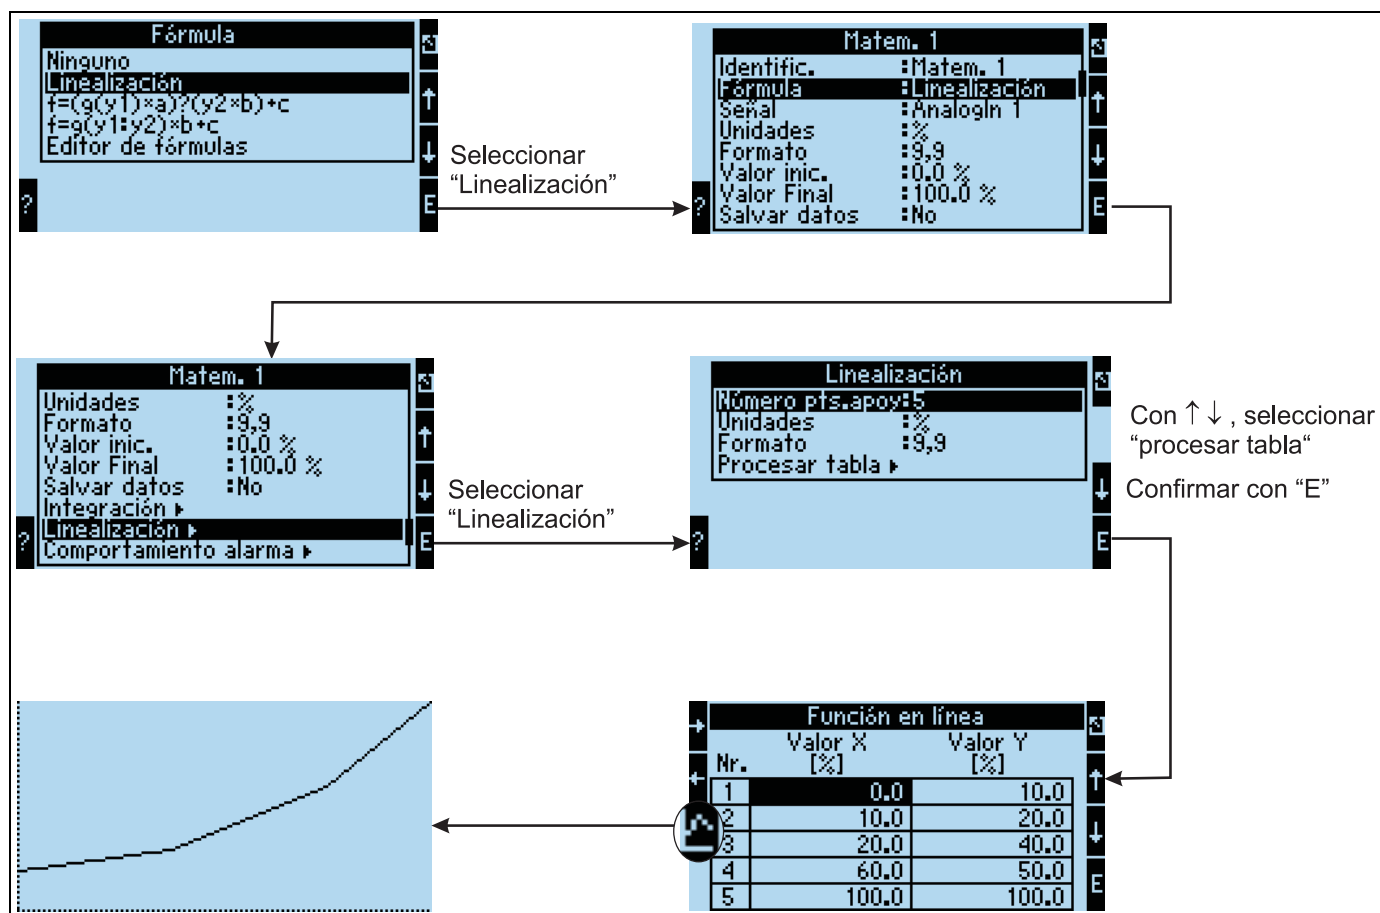 Fórmula
Ninguno
Linealización
f=(g(y1)×a)?(y2×b)+c
f=g(y1:y2)×b+c
Editor de fórmulas
?
E
Seleccionar
“Linealización”
Matem. 1
Identific. :Matem. 1
Fórmula :Linealización
Señal :AnalogIn 1
Unidades :%
Formato :9,9
Valor inic. :0.0 %
Valor Final :100.0 %
Salvar datos :No
?
E
Matem. 1
Unidades :%
Formato :9,9
Valor inic. :0.0 %
Valor Final :100.0 %
Salvar datos :No
Integración
Linealización
Comportamiento alarma
?
E
Seleccionar
“Linealización”
Linealización
Número pts.apoy:5
Unidades :%
Formato :9,9
Procesar tabla
?
E
Con ↑ ↓ , seleccionar
“procesar tabla“
Confirmar con “E”
Función en línea
Valor X Valor Y
Nr. [%] [%]
1 0.0 10.0
2 10.0 20.0
3 20.0 40.0
4 60.0 50.0
5 100.0 100.0
E